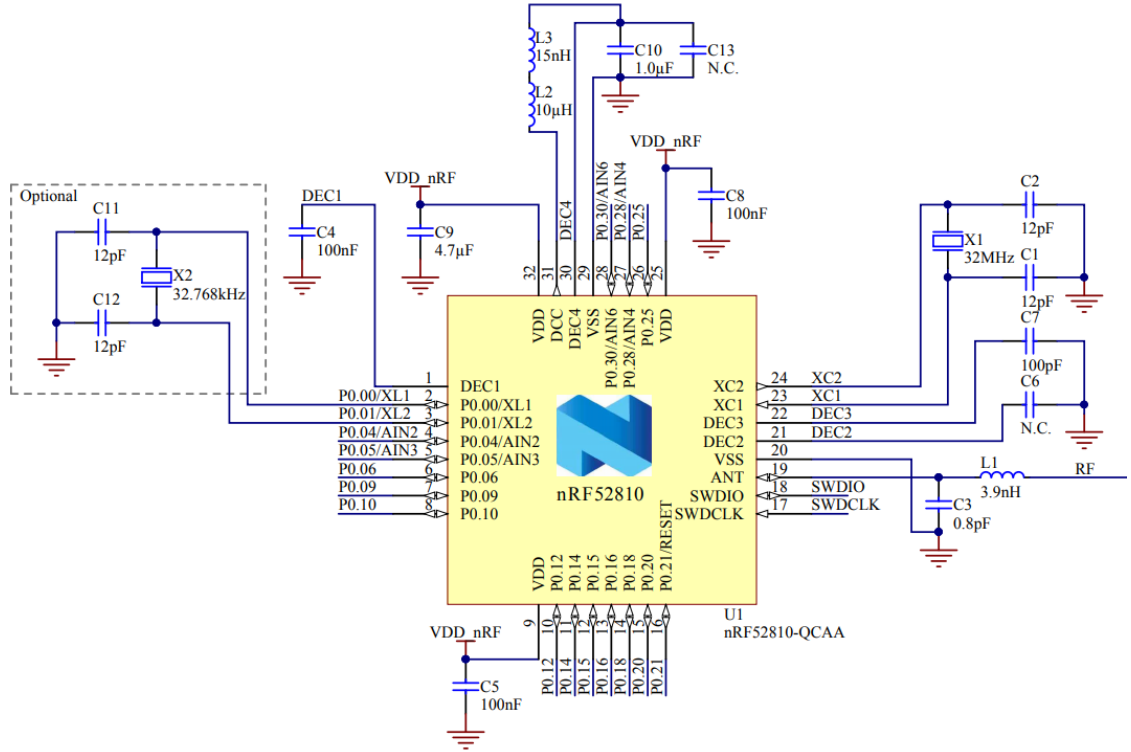 L3
15nH
L2
10µH
C10
1.0µF
C13
N.C.
VDD_nRF
C8
100nF
VDD_nRF
C9
4.7µF
DEC1
C4
100nF
Optional
C11
12pF
X2
32.768kHz
C12
12pF
DEC4
P0.30/AIN6
P0.28/AIN4
P0.25
32
31
30
29
28
27
26
25
VDD
DCC
DEC4
VSS
P0.30/AIN6
P0.28/AIN4
P0.25
VDD
C2
12pF
X1
32MHz
C1
12pF
C7
100pF
C6
N.C.
1 DEC1
P0.00/XL1 2 P0.00/XL1
P0.01/XL2 3 P0.01/XL2
P0.04/AIN2 4 P0.04/AIN2
P0.05/AIN3 5 P0.05/AIN3
P0.06 6 P0.06
P0.09 7 P0.09
P0.10 8 P0.10
nRF52810
XC2 24 XC2
XC1 23 XC1
DEC3 22 DEC3
DEC2 21 DEC2
VSS 20
ANT 19
SWDIO 18 SWDIO
SWDCLK 17 SWDCLK
L1
3.9nH
RF
C3
0.8pF
VDD
P0.12
P0.14
P0.15
P0.16
P0.18
P0.20
P0.21/RESET
9
10
11
12
13
14
15
16
P0.12
P0.14
P0.15
P0.16
P0.18
P0.20
P0.21
U1
nRF52810-QCAA
VDD_nRF
C5
100nF